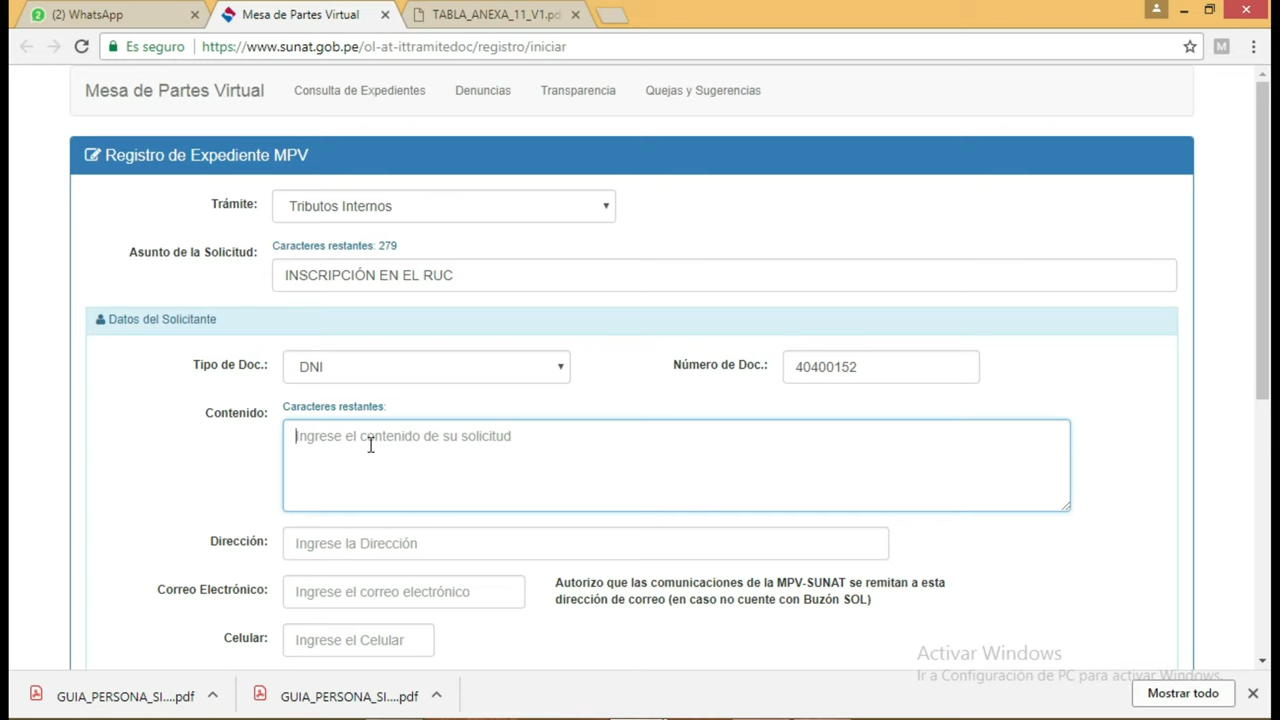 (2) WhatsApp
Mesa de Partes Virtual
TABLA_ANEXA_11_V1.pd
Es seguro
https://www.sunat.gob.pe/ol-at-ittramitedoc/registro/iniciar
M
Mesa de Partes Virtual
Consulta de Expedientes
Denuncias
Transparencia
Quejas y Sugerencias
Registro de Expediente MPV
Trámite:
Tributos Internos
Caracteres restantes: 279
Asunto de la Solicitud:
INSCRIPCIÓN EN EL RUC
Datos del Solicitante
Tipo de Doc.:
DNI
Número de Doc.:
40400152
Caracteres restantes:
Contenido:
Ingrese el contenido de su solicitud
Dirección:
Ingrese la Dirección
Correo Electrónico:
Ingrese el correo electrónico
Autorizo que las comunicaciones de la MPV-SUNAT se remitan a esta
dirección de correo (en caso no cuente con Buzón SOL)
Celular:
Ingrese el Celular
Activar Windows
Ir a Configuración de PC para activar Windows.
GUIA_PERSONA_SI....pdf
GUIA_PERSONA_SI....pdf
Mostrar todo